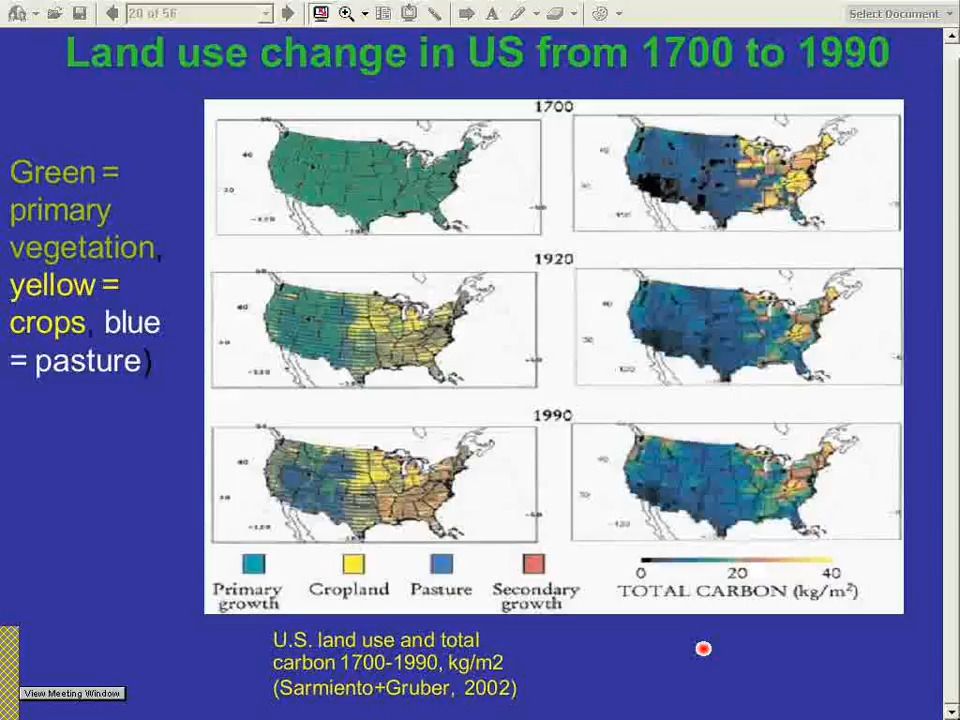 20 of 56
Select Document
Land use change in US from 1700 to 1990
Green =
primary
vegetation,
yellow =
crops, blue
= pasture)
1700
1920
1990
Primary growth
Cropland
Pasture
Secondary growth
0 20 40
TOTAL CARBON (kg/m²)
U.S. land use and total
carbon 1700-1990, kg/m2
(Sarmiento+Gruber, 2002)
View Meeting Window